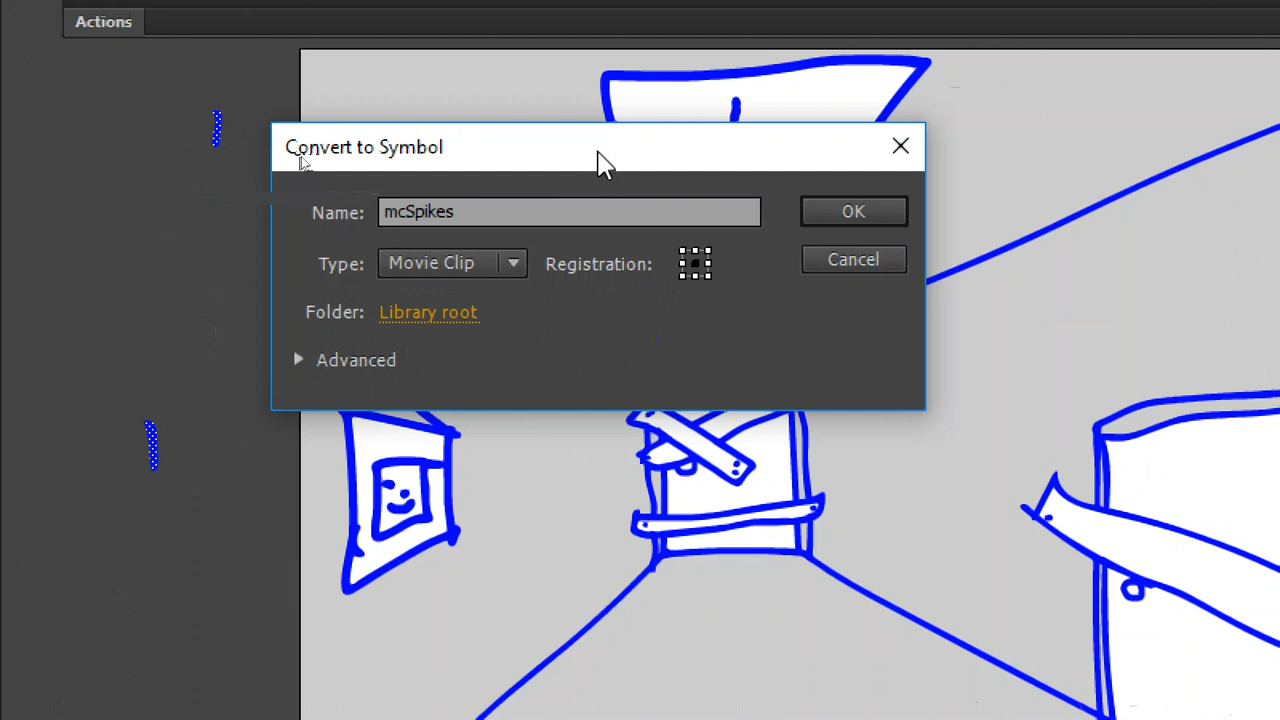 Actions
Convert to Symbol
Name: mcSpikes
OK
Type: Movie Clip
Registration:
Cancel
Folder: Library root
Advanced